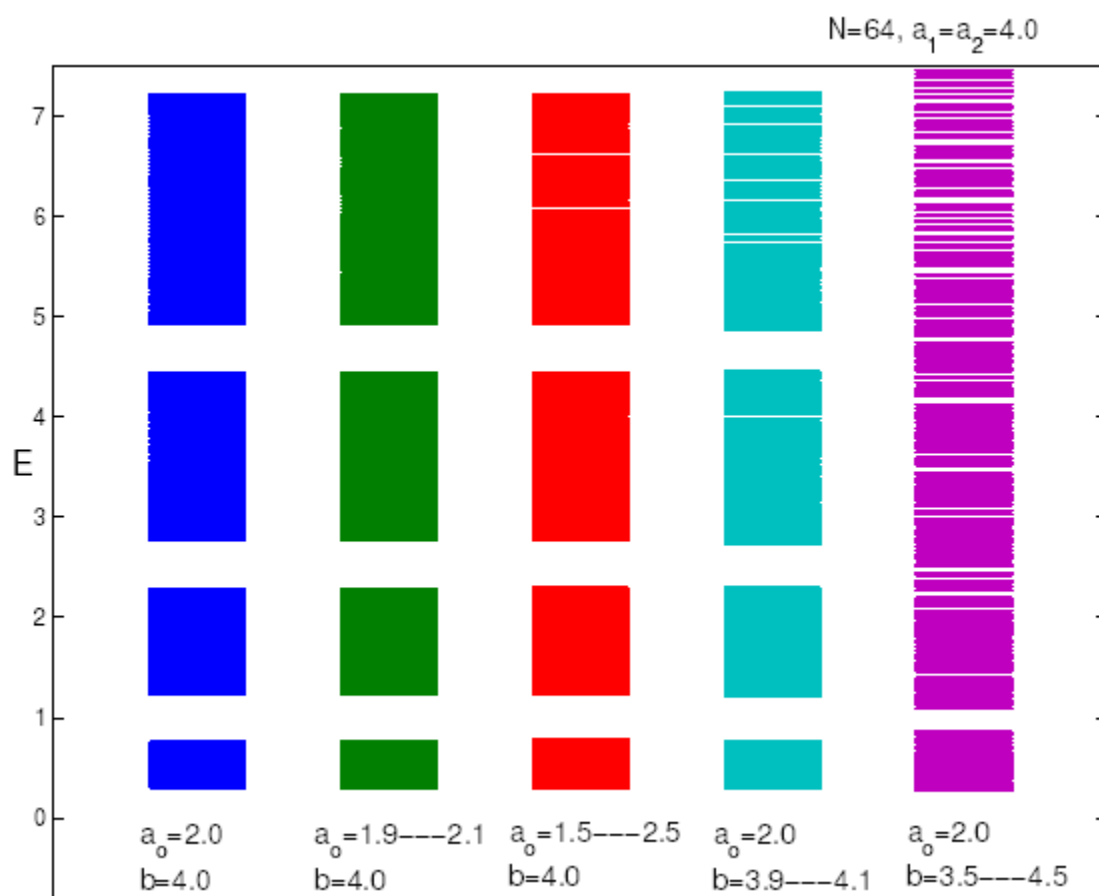 N=64, a1=a2=4.0
7
6
5
4
E
3
2
1
0
ao=2.0
b=4.0
ao=1.9---2.1
b=4.0
ao=1.5---2.5
b=4.0
ao=2.0
b=3.9---4.1
ao=2.0
b=3.5---4.5